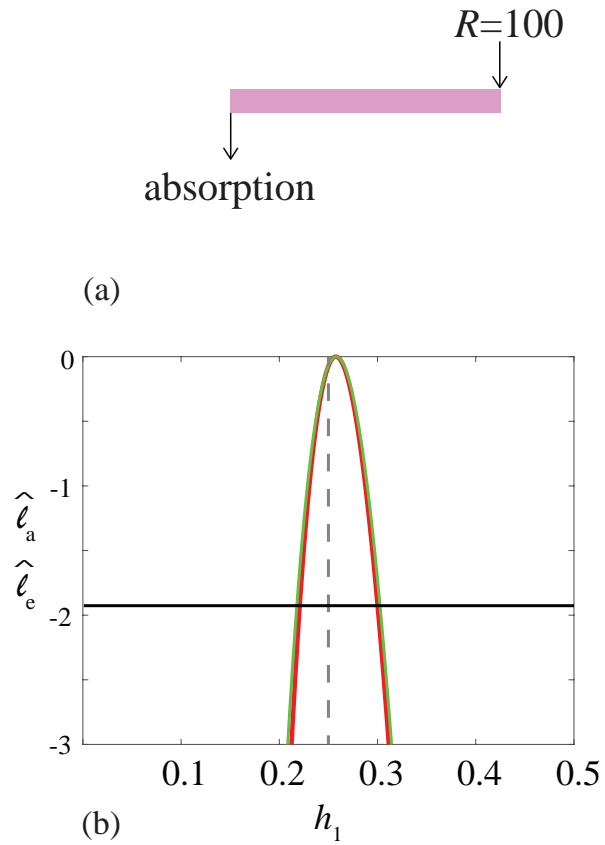 R=100
absorption
(a)
0
-1
-2
-3
ℓ̂ₐ
ℓ̂ₑ
0.1 0.2 0.3 0.4 0.5
h₁
(b)